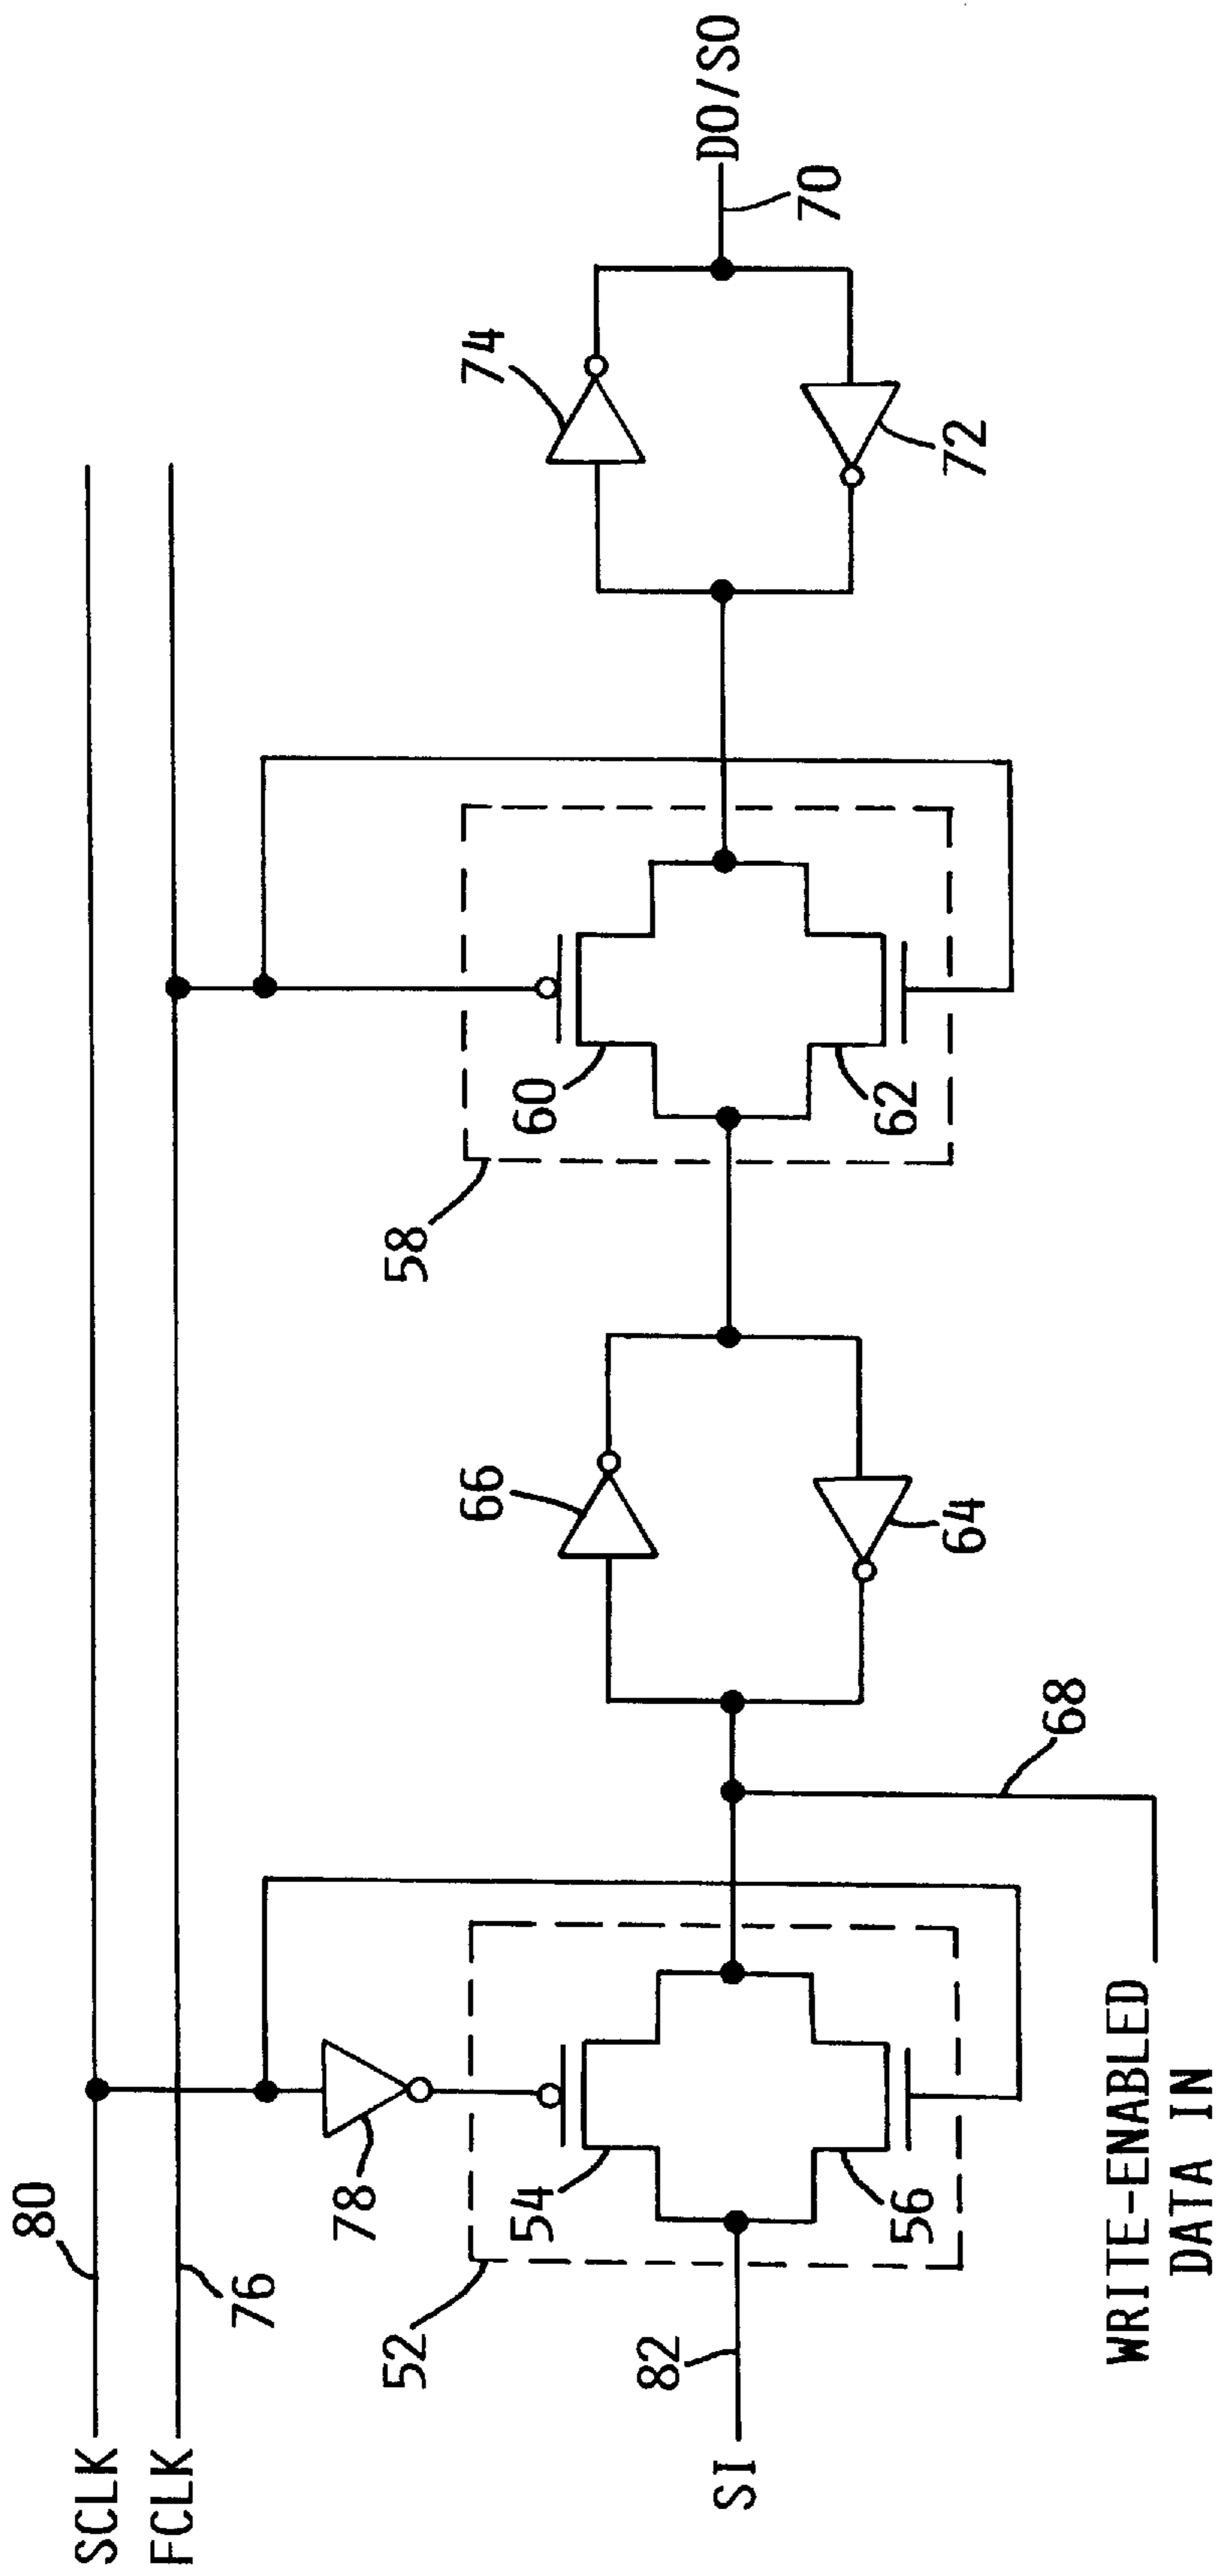 SCLK
80
FCLK
76
78
52
54
56
SI
82
WRITE-ENABLED
DATA IN
68
66
64
58
60
62
74
72
70
DO/SO